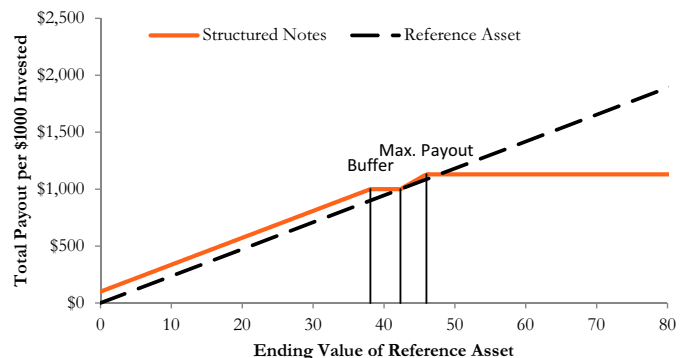 $2,500
Structured Notes
Reference Asset
$2,000
$1,500
Max. Payout
Buffer
$1,000
$500
$0
0 10 20 30 40 50 60 70 80
Total Payout per $1000 Invested
Ending Value of Reference Asset